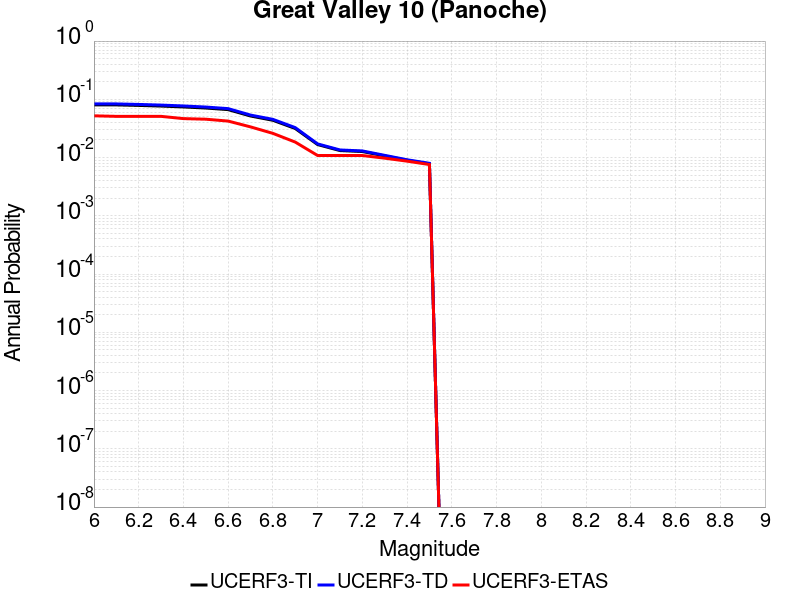 Great Valley 10 (Panoche)
10^0
10^-1
10^-2
10^-3
10^-4
10^-5
10^-6
10^-7
10^-8
Annual Probability
6 6.2 6.4 6.6 6.8 7 7.2 7.4 7.6 7.8 8 8.2 8.4 8.6 8.8 9
Magnitude
UCERF3-TI UCERF3-TD UCERF3-ETAS